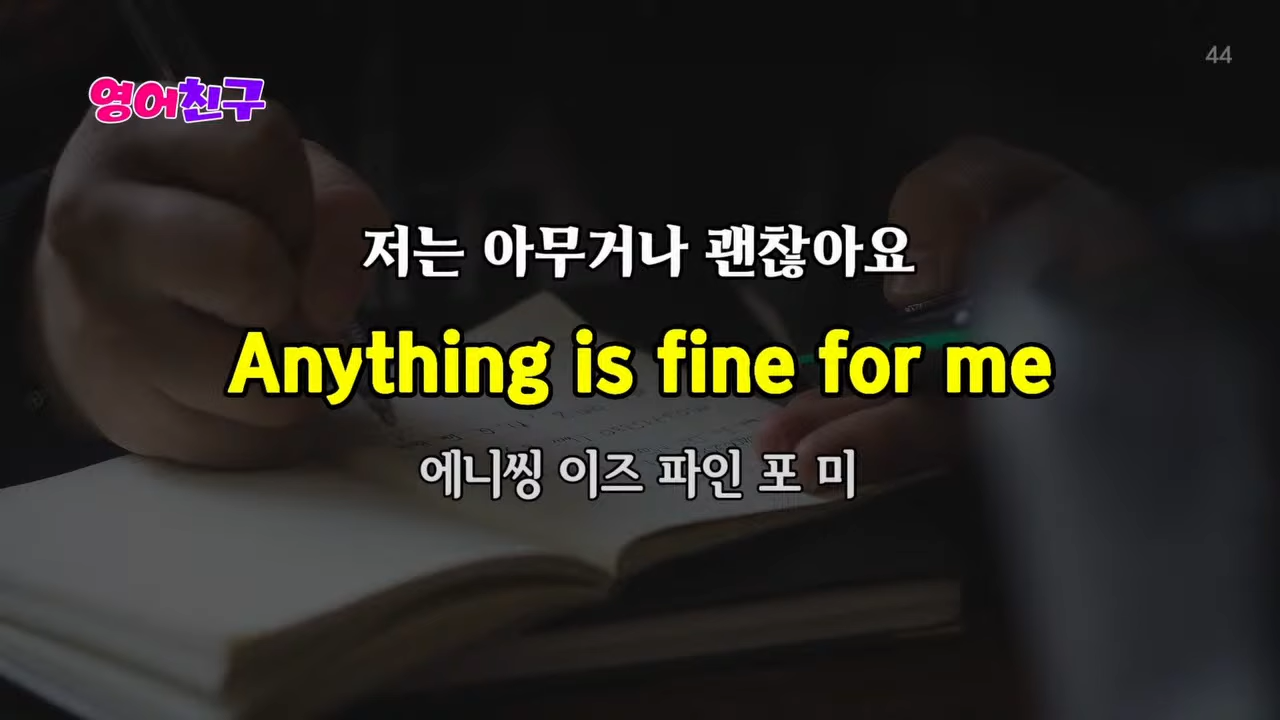 44
영어친구
저는 아무거나 괜찮아요
Anything is fine for me
에니씽 이즈 파인 포 미